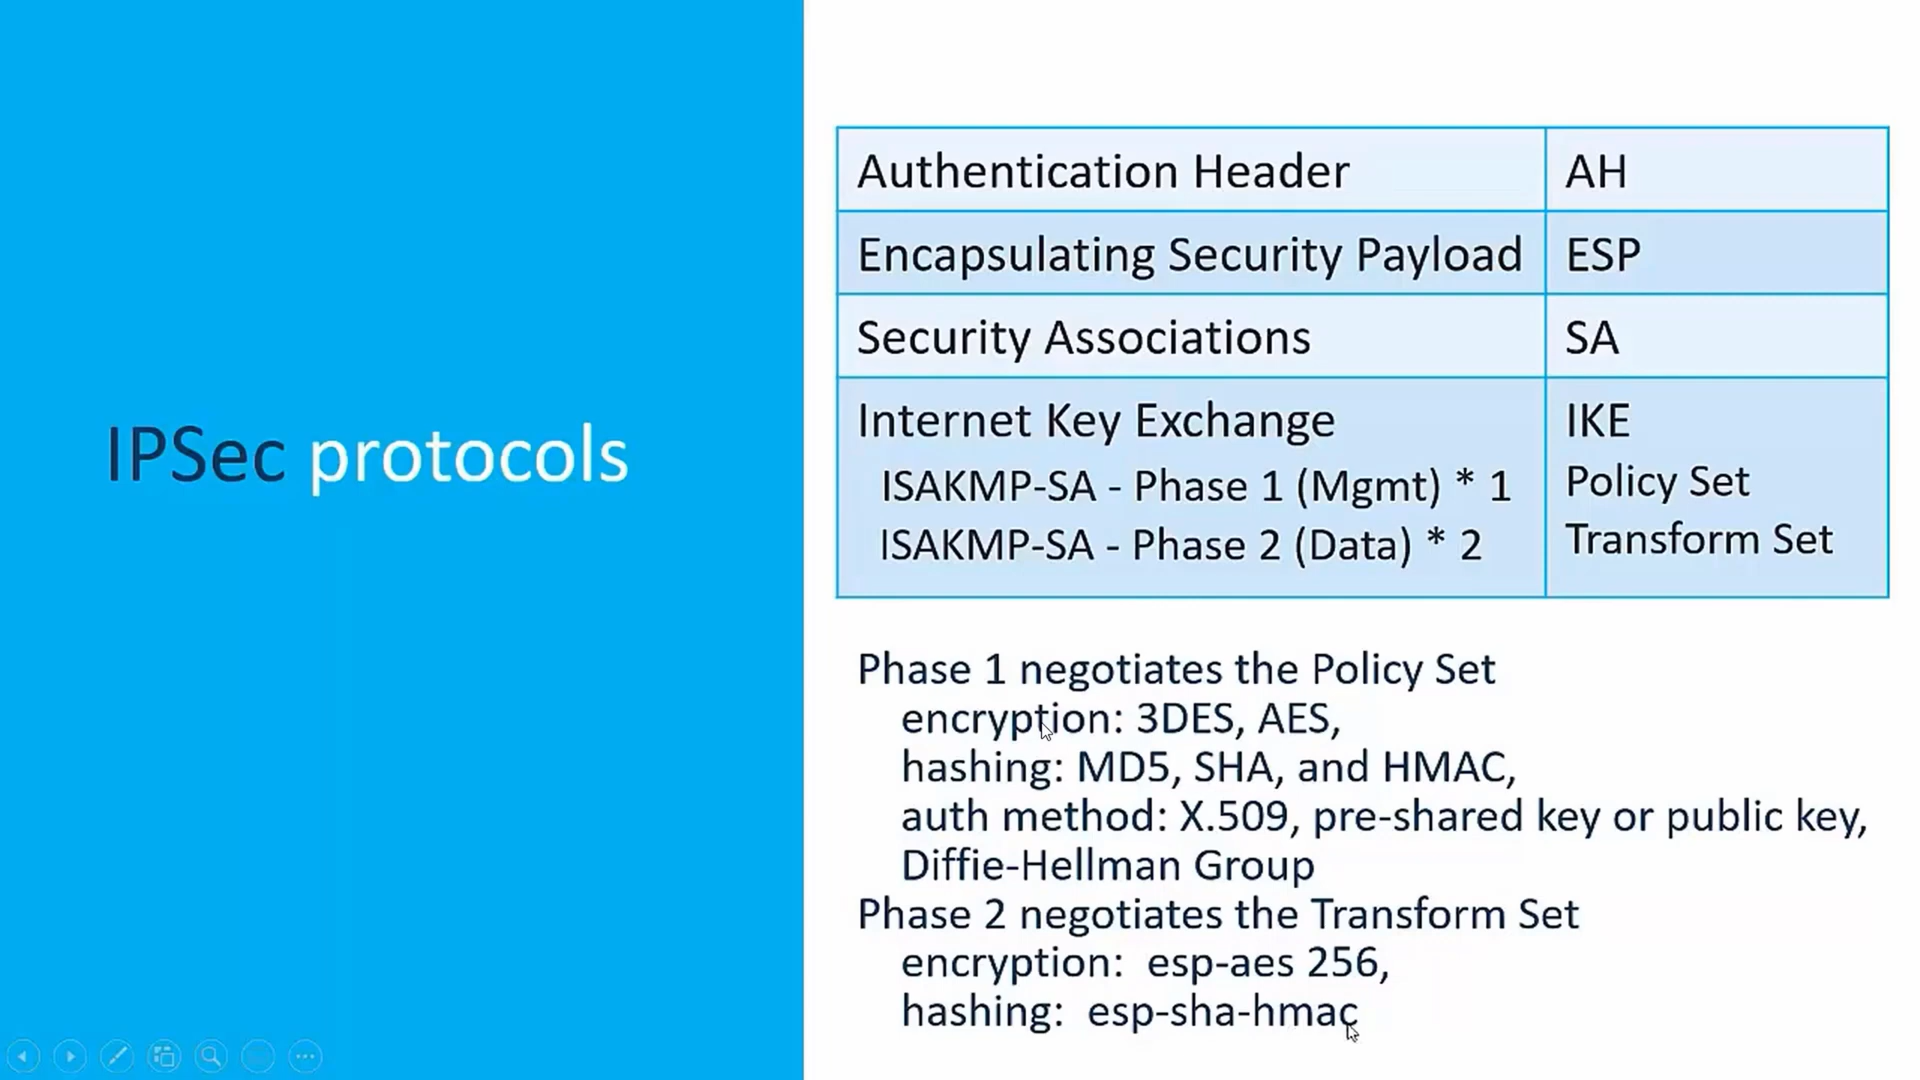 IPSec protocols
Authentication Header AH
Encapsulating Security Payload ESP
Security Associations SA
Internet Key Exchange IKE
ISAKMP-SA - Phase 1 (Mgmt) * 1 Policy Set
ISAKMP-SA - Phase 2 (Data) * 2 Transform Set
Phase 1 negotiates the Policy Set
encryption: 3DES, AES,
hashing: MD5, SHA, and HMAC,
auth method: X.509, pre-shared key or public key,
Diffie-Hellman Group
Phase 2 negotiates the Transform Set
encryption:  esp-aes 256,
hashing:  esp-sha-hmac